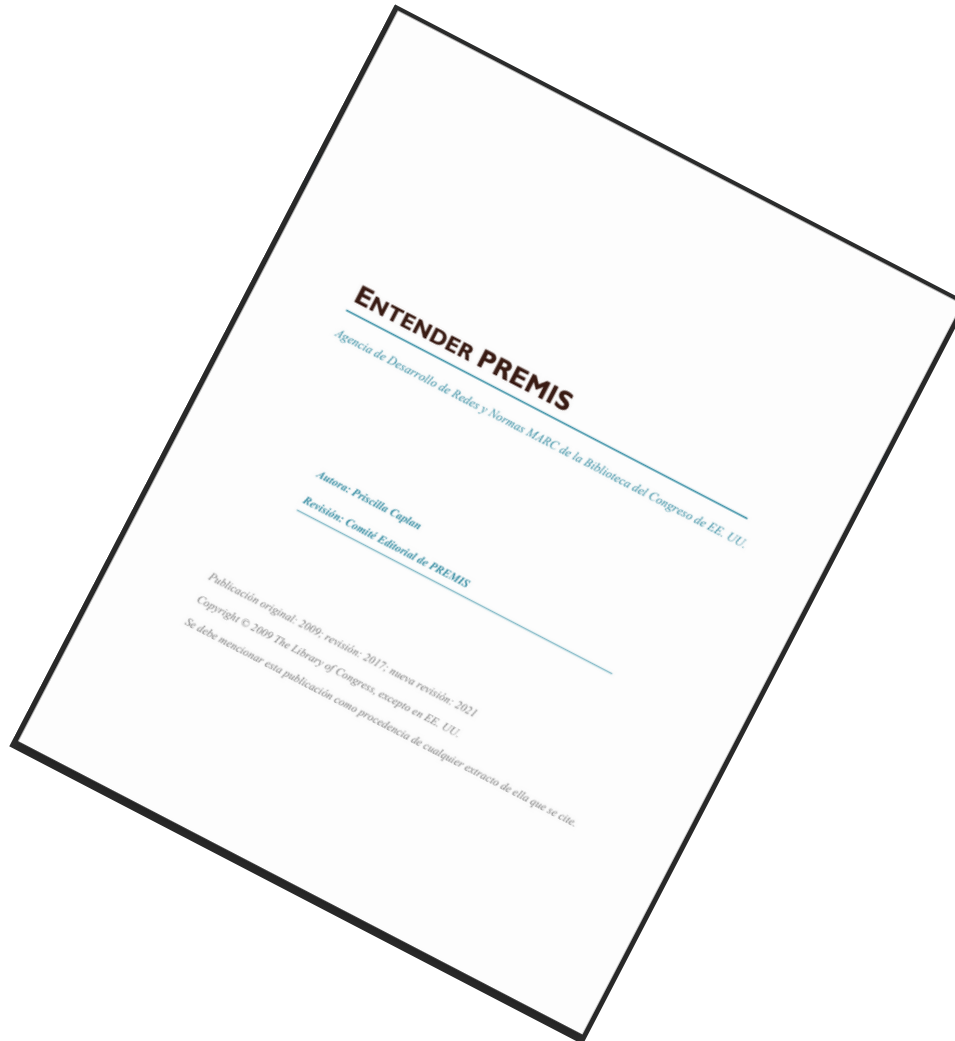 ENTENDER PREMIS
Agencia de Desarrollo de Redes y Normas MARC de la Biblioteca del Congreso de EE. UU.
Autora: Priscilla Caplan
Revisión: Comité Editorial de PREMIS
Publicación original: 2009; revisión: 2017; nueva revisión: 2021
Copyright © 2009 The Library of Congress, excepto en EE. UU.
Se debe mencionar esta publicación como procedencia de cualquier extracto de ella que se cite.